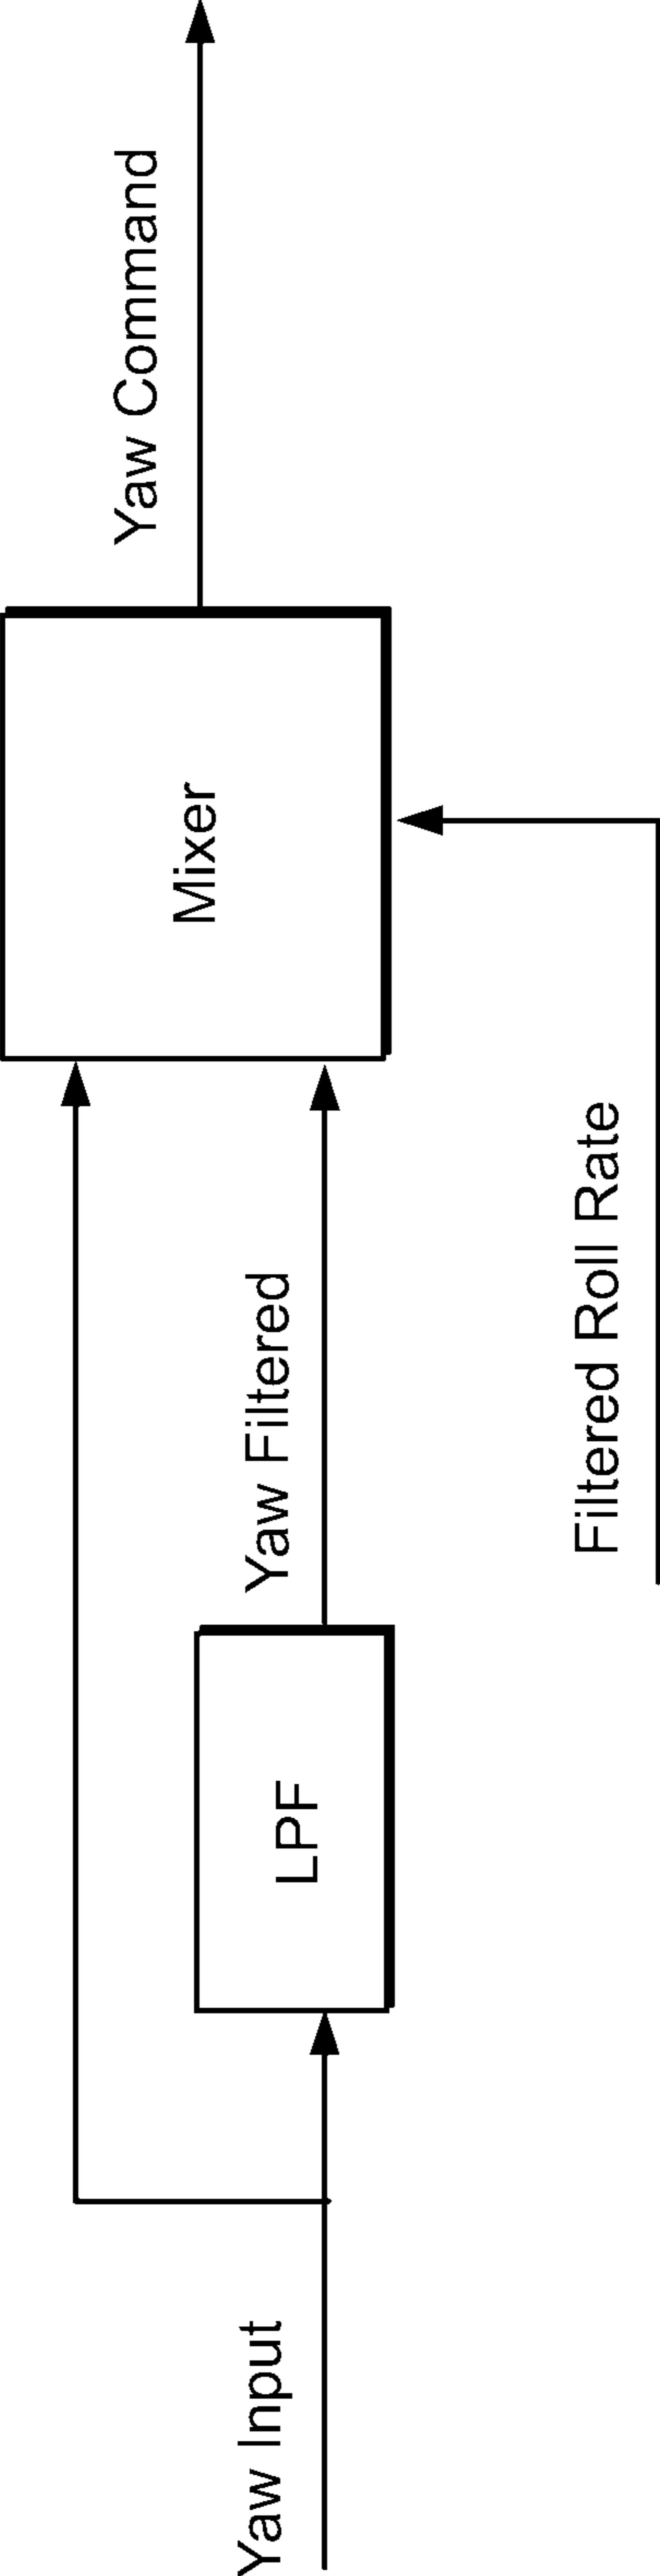 Yaw Input
LPF
Yaw Filtered
Filtered Roll Rate
Mixer
Yaw Command